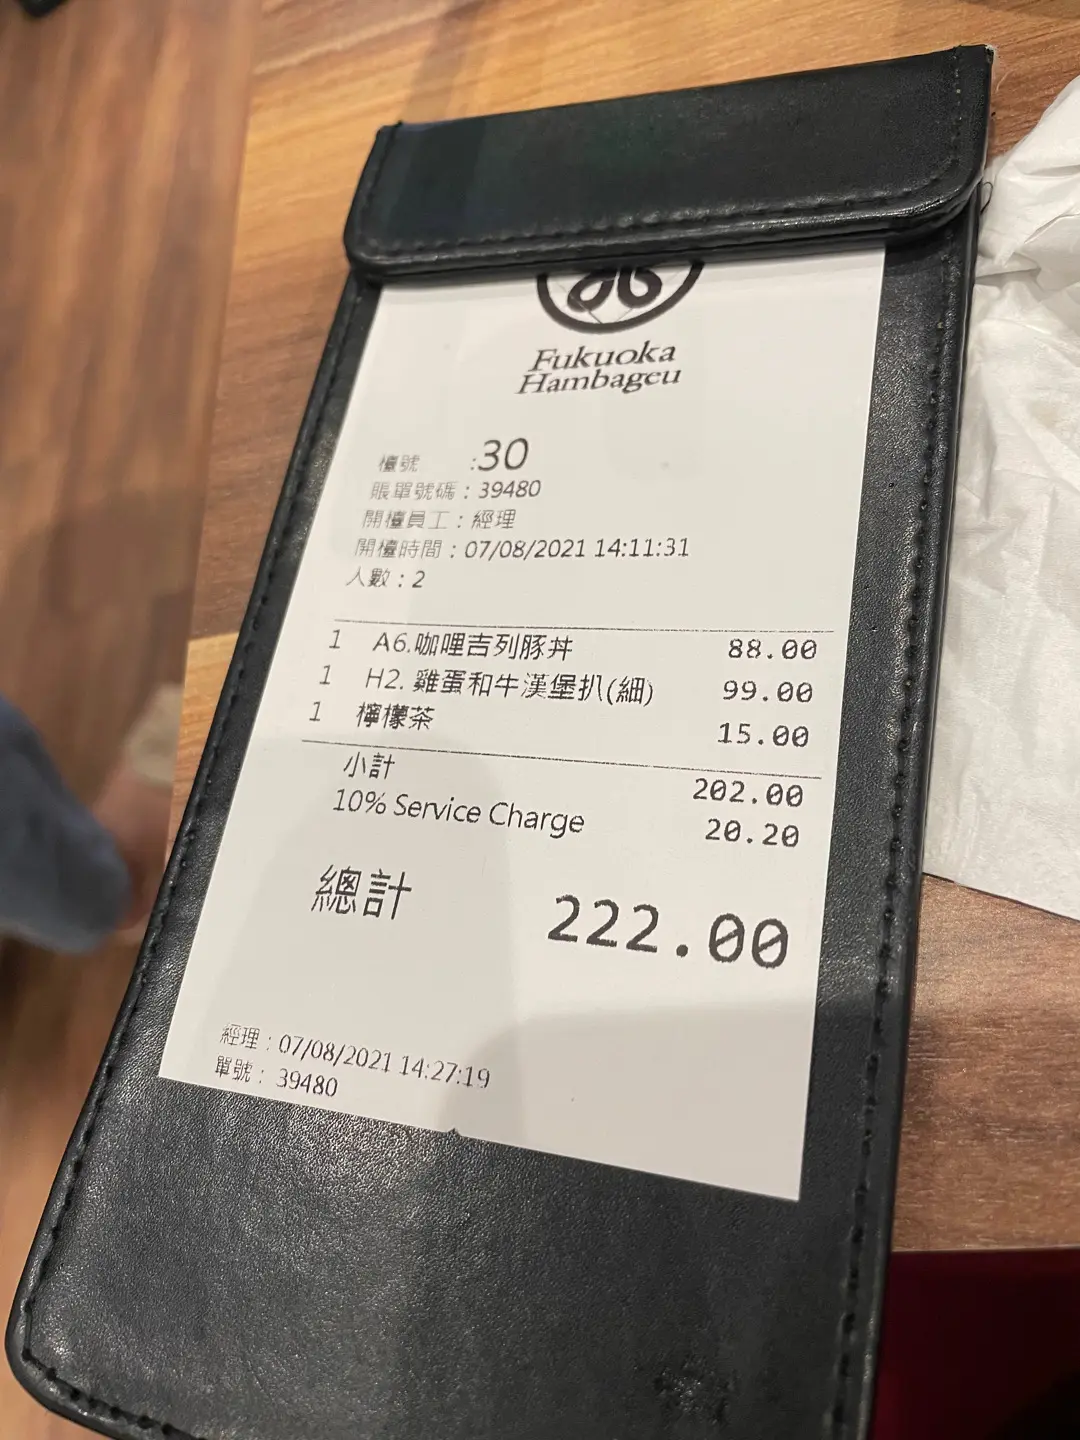 Fukuoka
Hambageu
檯號 :30
賬單號碼：39480
開檯員工：經理
開檯時間：07/08/2021 14:11:31
人數：2
1 A6.咖哩吉列豚丼 88.00
1 H2. 雞蛋和牛漢堡扒(細) 99.00
1 檸檬茶 15.00
小計 202.00
10% Service Charge 20.20
總計 222.00
經理：07/08/2021 14:27:19
單號：39480